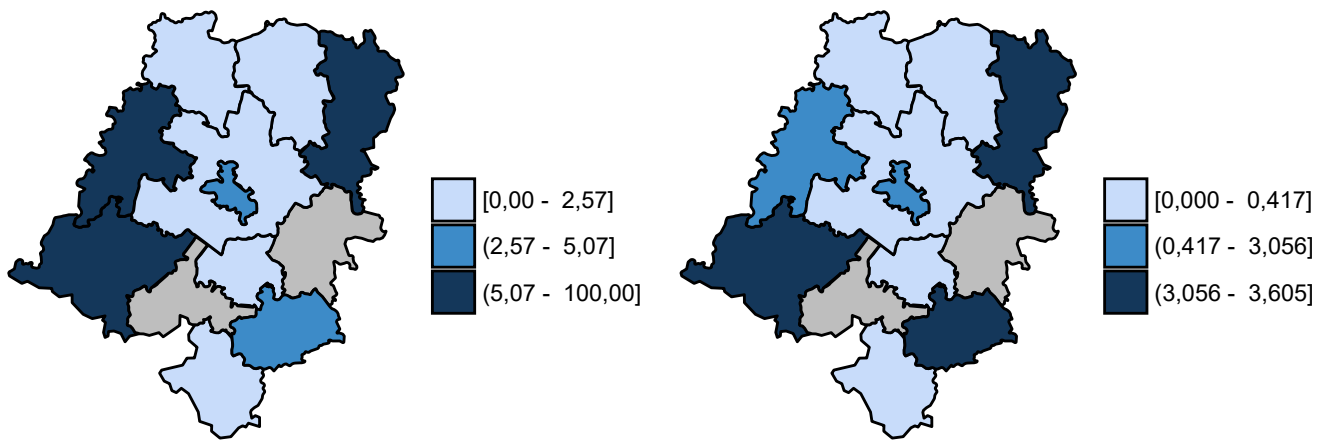 [0,00 - 2,57]
(2,57 - 5,07]
(5,07 - 100,00]
[0,000 - 0,417]
(0,417 - 3,056]
(3,056 - 3,605]